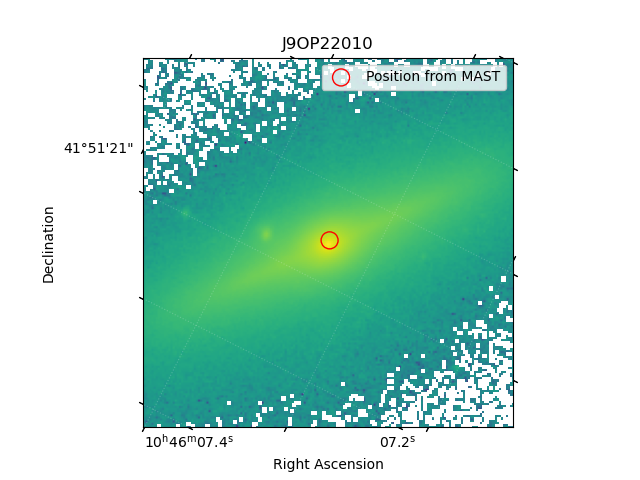 J9OP22010
Position from MAST
41°51'21"
Declination
10ʰ46ᵐ07.4ˢ
07.2ˢ
Right Ascension